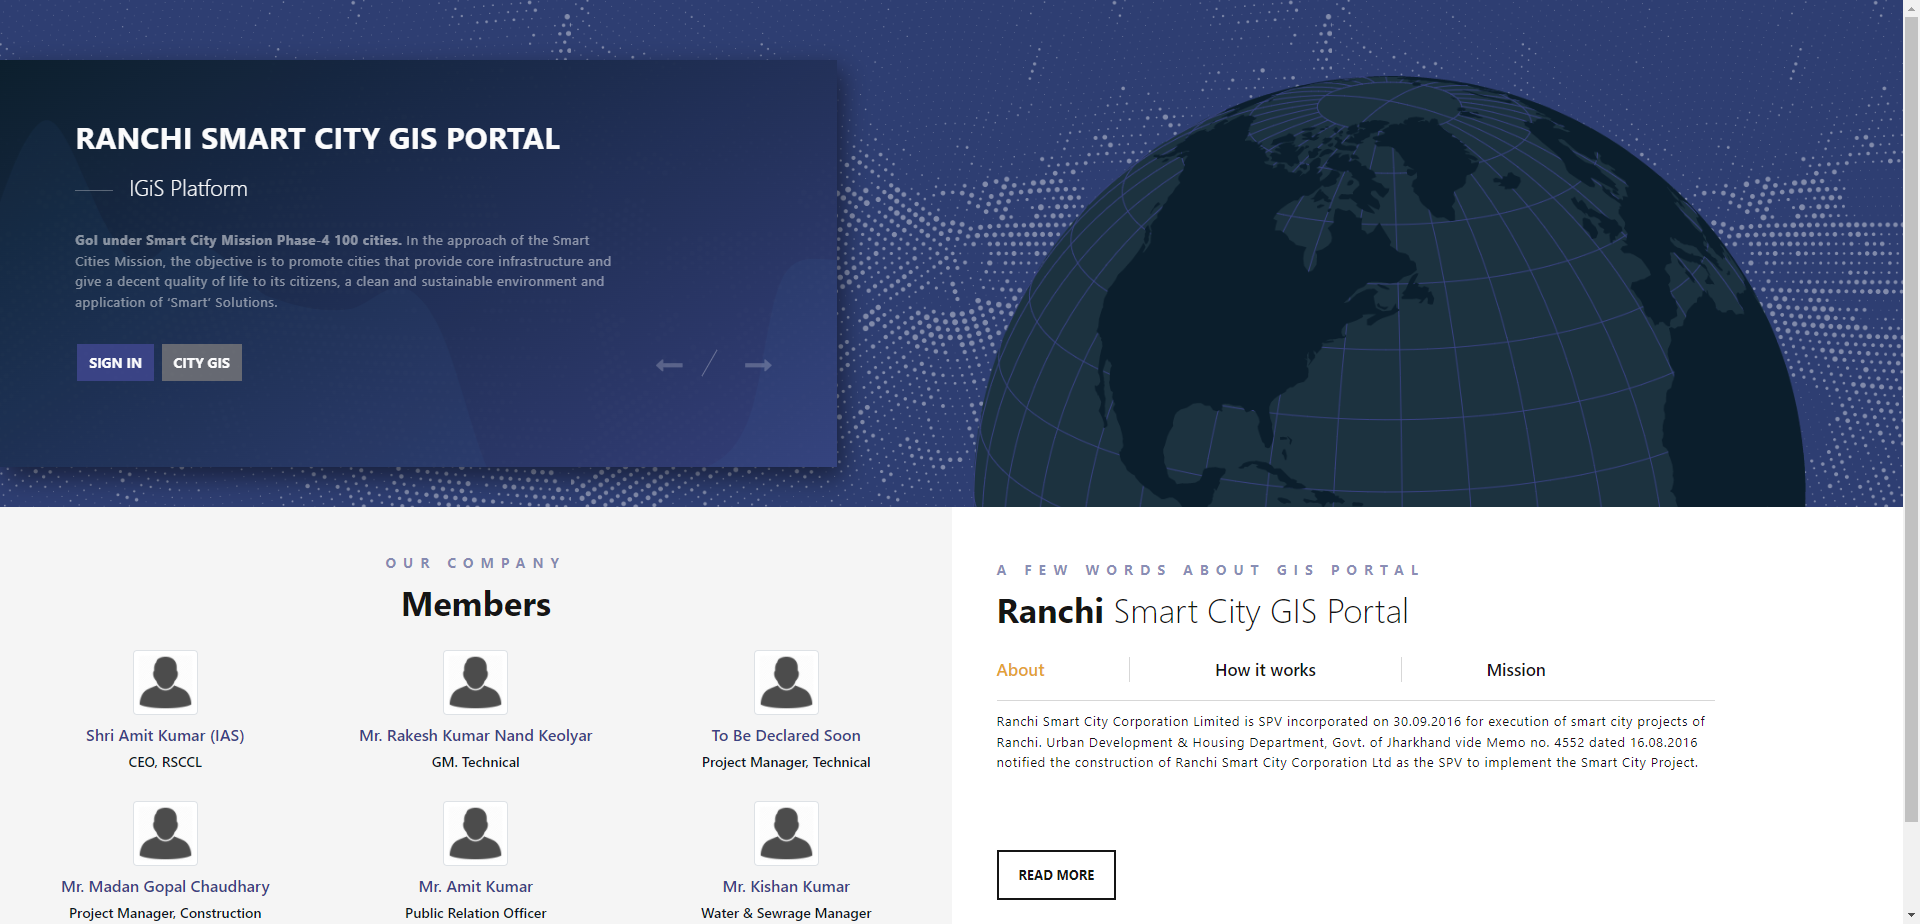 RANCHI SMART CITY GIS PORTAL
IGiS Platform
GoI under Smart City Mission Phase-4 100 cities. In the approach of the Smart
Cities Mission, the objective is to promote cities that provide core infrastructure and
give a decent quality of life to its citizens, a clean and sustainable environment and
application of 'Smart' Solutions.
SIGN IN
CITY GIS
OUR COMPANY
Members
Shri Amit Kumar (IAS)
CEO, RSCCL
Mr. Rakesh Kumar Nand Keolyar
GM. Technical
To Be Declared Soon
Project Manager, Technical
Mr. Madan Gopal Chaudhary
Project Manager, Construction
Mr. Amit Kumar
Public Relation Officer
Mr. Kishan Kumar
Water & Sewrage Manager
A FEW WORDS ABOUT GIS PORTAL
Ranchi Smart City GIS Portal
About
How it works
Mission
Ranchi Smart City Corporation Limited is SPV incorporated on 30.09.2016 for execution of smart city projects of
Ranchi. Urban Development & Housing Department, Govt. of Jharkhand vide Memo no. 4552 dated 16.08.2016
notified the construction of Ranchi Smart City Corporation Ltd as the SPV to implement the Smart City Project.
READ MORE